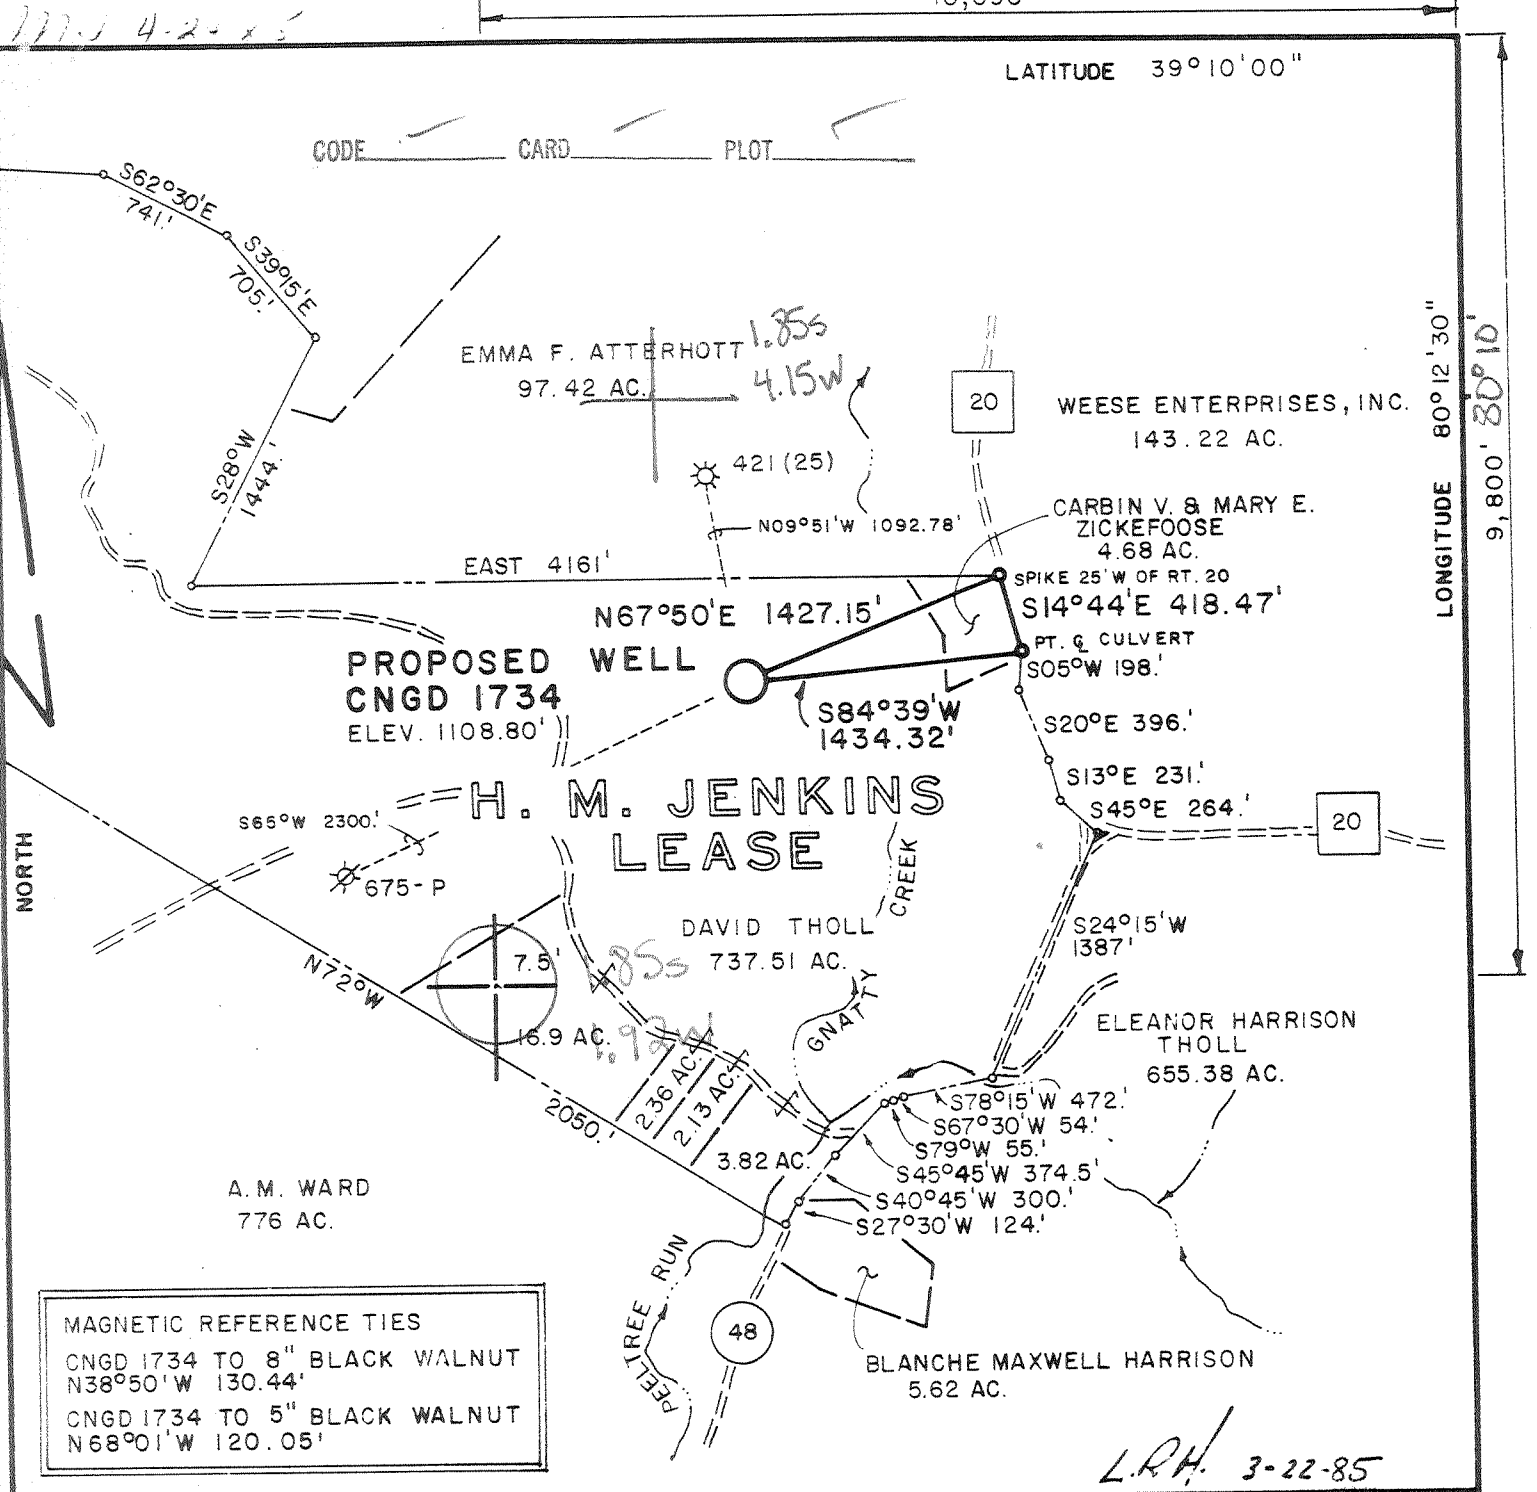 4-2-85
LATITUDE 39°10'00"
CODE CARD PLOT
S62°30'E
741.'
S39°15'E
705.'
S28°W
1444.'
EMMA F. ATTERHOTT
97.42 AC.
1.85s
4.15w
20
WEESE ENTERPRISES, INC.
143.22 AC.
LONGITUDE 80°12'30"
80°10'
9,800'
421 (25)
N09°51'W 1092.78'
CARBIN V. & MARY E.
ZICKEFOOSE
4.68 AC.
EAST 4161'
SPIKE 25'W OF RT. 20
N67°50'E 1427.15'
S14°44'E 418.47'
PT. ℄ CULVERT
S05°W 198.'
PROPOSED WELL
CNGD 1734
ELEV. 1108.80'
S84°39'W
1434.32'
S20°E 396.'
S13°E 231.'
S45°E 264.'
H. M. JENKINS
LEASE
S65°W 2300.'
675-P
20
NORTH
CREEK
DAVID THOLL
737.51 AC.
S24°15'W
1387'
N72°W
2050.'
7.5'
1.85s
16.9 AC.
1.92w
GNATTY
ELEANOR HARRISON
THOLL
655.38 AC.
2.36 AC.
2.13 AC.
3.82 AC.
S78°15'W 472.'
S67°30'W 54.'
S79°W 55.'
S45°45'W 374.5'
S40°45'W 300.'
S27°30'W 124.'
A.M. WARD
776 AC.
PEELTREE RUN
48
BLANCHE MAXWELL HARRISON
5.62 AC.
MAGNETIC REFERENCE TIES
CNGD 1734 TO 8" BLACK WALNUT
N38°50'W 130.44'
CNGD 1734 TO 5" BLACK WALNUT
N68°01'W 120.05'
L.R.H. 3-22-85